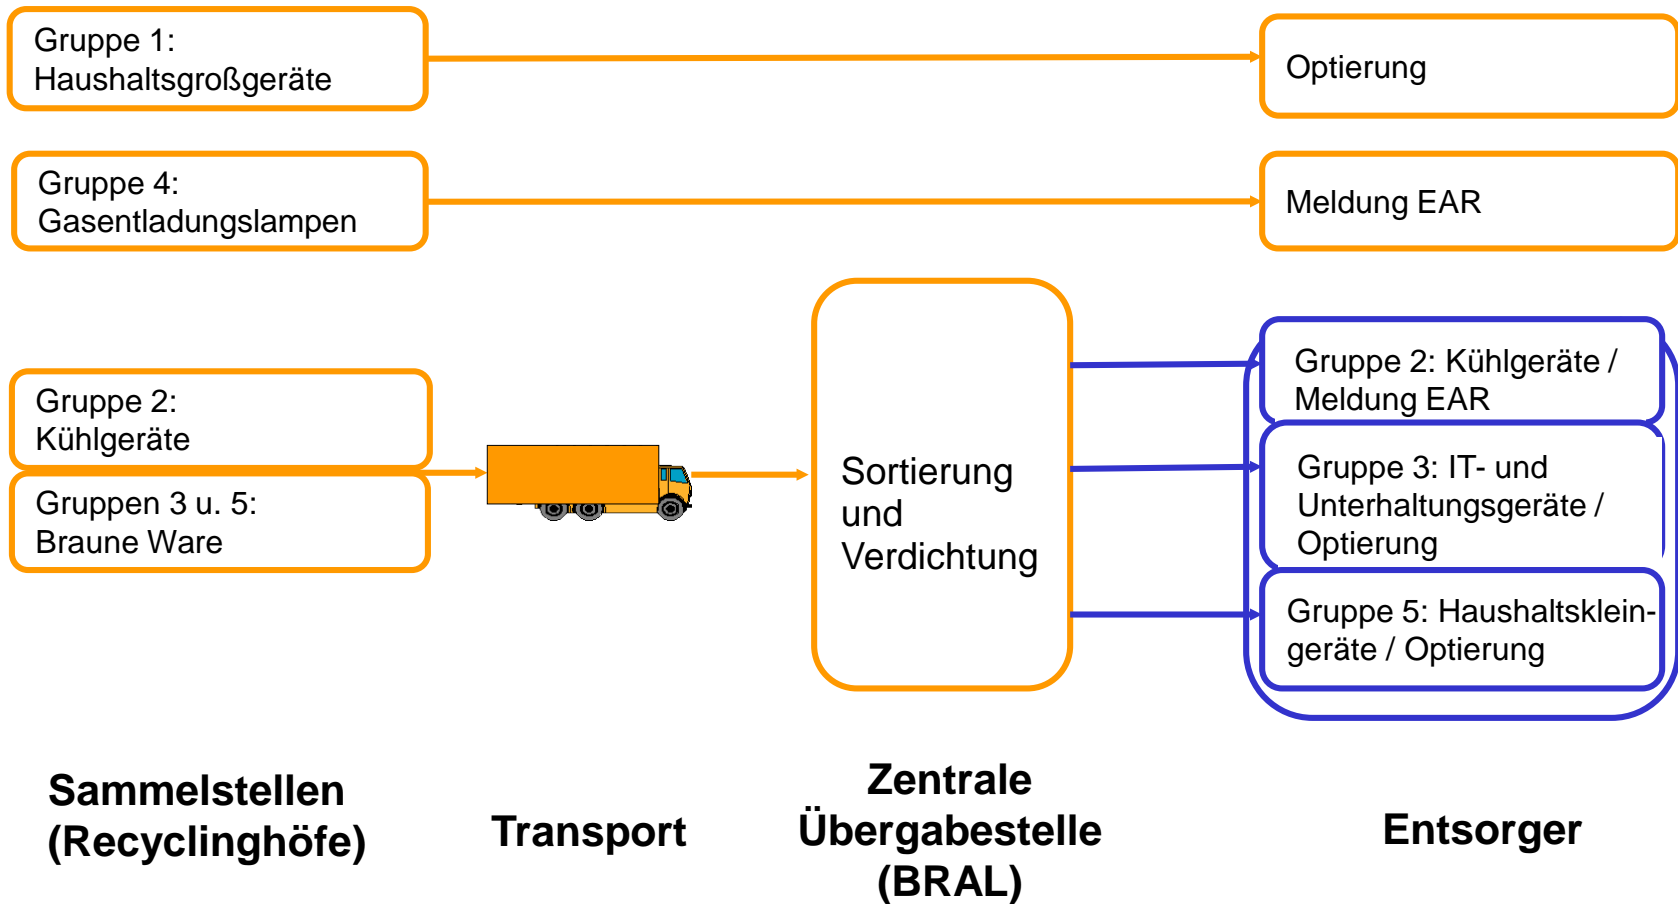 Gruppe 1:
Haushaltsgroßgeräte
Optierung
Gruppe 4:
Gasentladungslampen
Meldung EAR
Gruppe 2:
Kühlgeräte
Gruppen 3 u. 5:
Braune Ware
Sortierung
und
Verdichtung
Gruppe 2: Kühlgeräte /
Meldung EAR
Gruppe 3: IT- und
Unterhaltungsgeräte /
Optierung
Gruppe 5: Haushaltsklein-
geräte / Optierung
Sammelstellen
(Recyclinghöfe)
Transport
Zentrale
Übergabestelle
(BRAL)
Entsorger